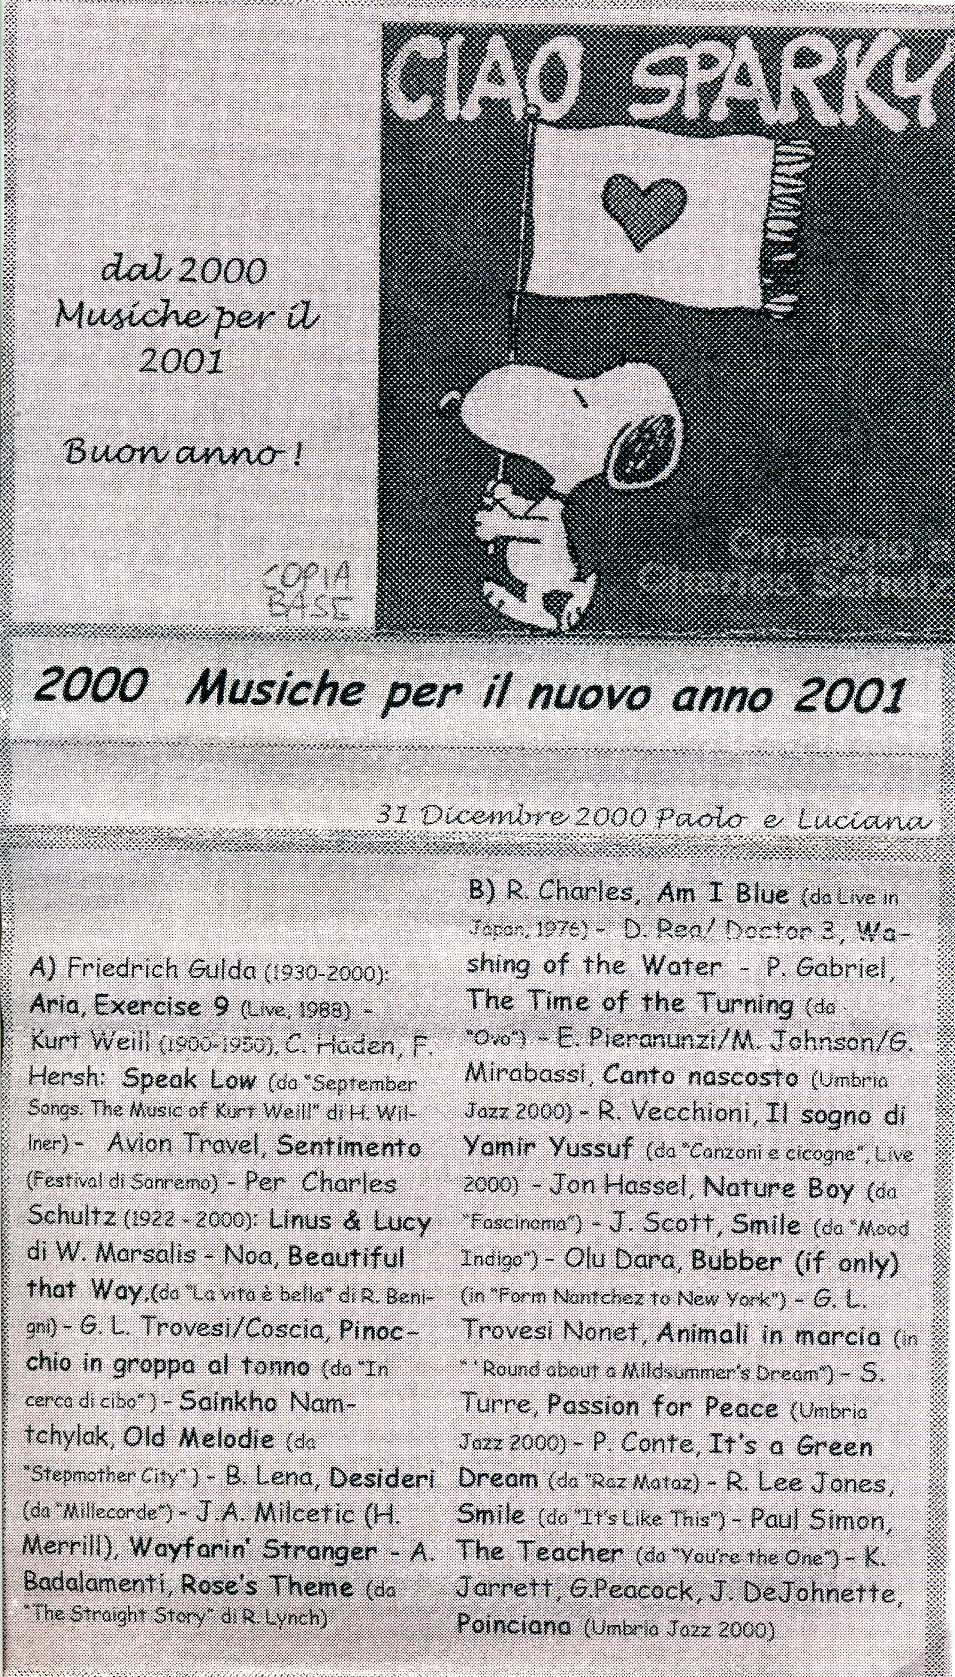 CIAO SPARKY
dal 2000
Musiche per il
2001
Buon anno !
COPIA
BASE
2000 Musiche per il nuovo anno 2001
31 Dicembre 2000 Paolo e Luciana
A) Friedrich Gulda (1930-2000):
Aria, Exercise 9 (Live, 1988) -
Kurt Weill (1900-1950), C. Haden, F.
Hersh: Speak Low (da "September
Songs. The Music of Kurt Weill" di H. Wil-
lner) - Avion Travel, Sentimento
(Festival di Sanremo) - Per Charles
Schultz (1922 - 2000): Linus & Lucy
di W. Marsalis - Noa, Beautiful
that Way,(da "La vita è bella" di R. Beni-
gni) - G. L. Trovesi/Coscia, Pinoc-
chio in groppa al tonno (da "In
cerca di cibo" ) - Sainkho Nam-
tchylak, Old Melodie (da
"Stepmother City" ) - B. Lena, Desideri
(da "Millecorde") - J.A. Milcetic (H.
Merrill), Wayfarin' Stranger - A.
Badalamenti, Rose's Theme (da
"The Straight Story" di R. Lynch)
B) R. Charles, Am I Blue (da Live in
Japan, 1976) - D. Rea/ Doctor 3, Wa-
shing of the Water - P. Gabriel,
The Time of the Turning (da
"Ovo") - E. Pieranunzi/M. Johnson/G.
Mirabassi, Canto nascosto (Umbria
Jazz 2000) - R. Vecchioni, Il sogno di
Yamir Yussuf (da "Canzoni e cicogne", Live
2000) - Jon Hassel, Nature Boy (da
"Fascinoma") - J. Scott, Smile (da "Mood
Indigo") - Olu Dara, Bubber (if only)
(in "Form Nantchez to New York") - G. L.
Trovesi Nonet, Animali in marcia (in
" 'Round about a Mildsummer's Dream") - S.
Turre, Passion for Peace (Umbria
Jazz 2000) - P. Conte, It's a Green
Dream (da "Raz Mataz) - R. Lee Jones,
Smile (da "It's Like This") - Paul Simon,
The Teacher (da "You're the One") - K.
Jarrett, G.Peacock, J. DeJohnette,
Poinciana (Umbria Jazz 2000)